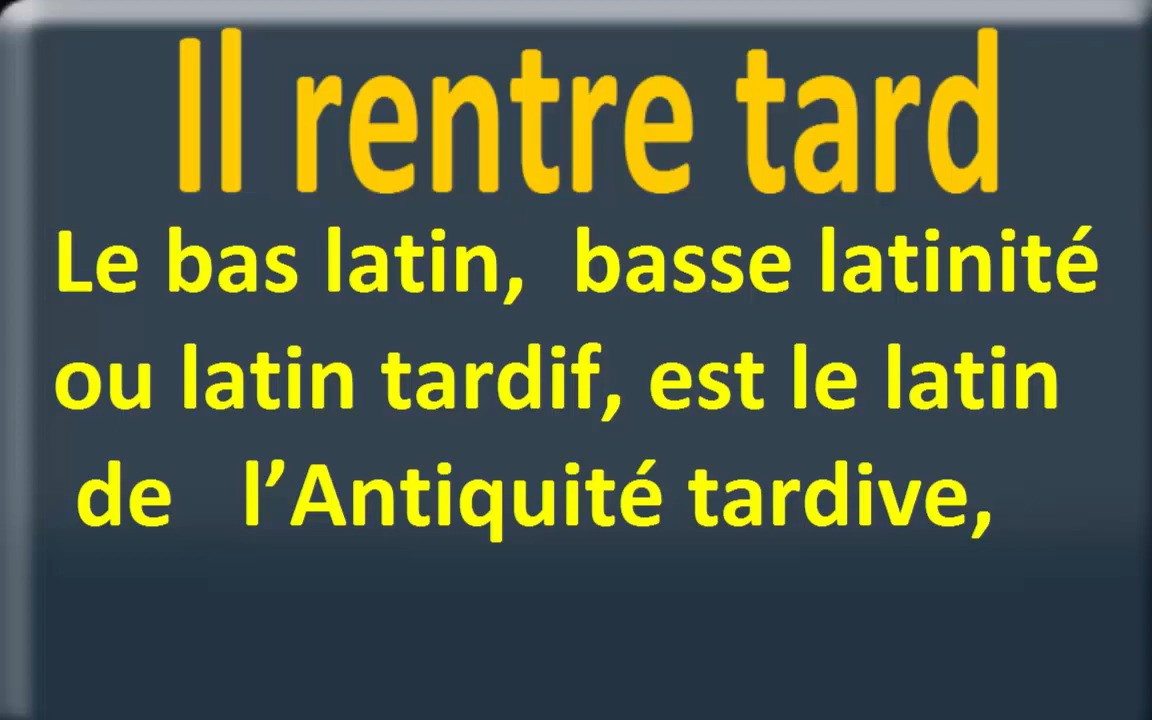 Il rentre tard
Le bas latin, basse latinité
ou latin tardif, est le latin
de l’Antiquité tardive,